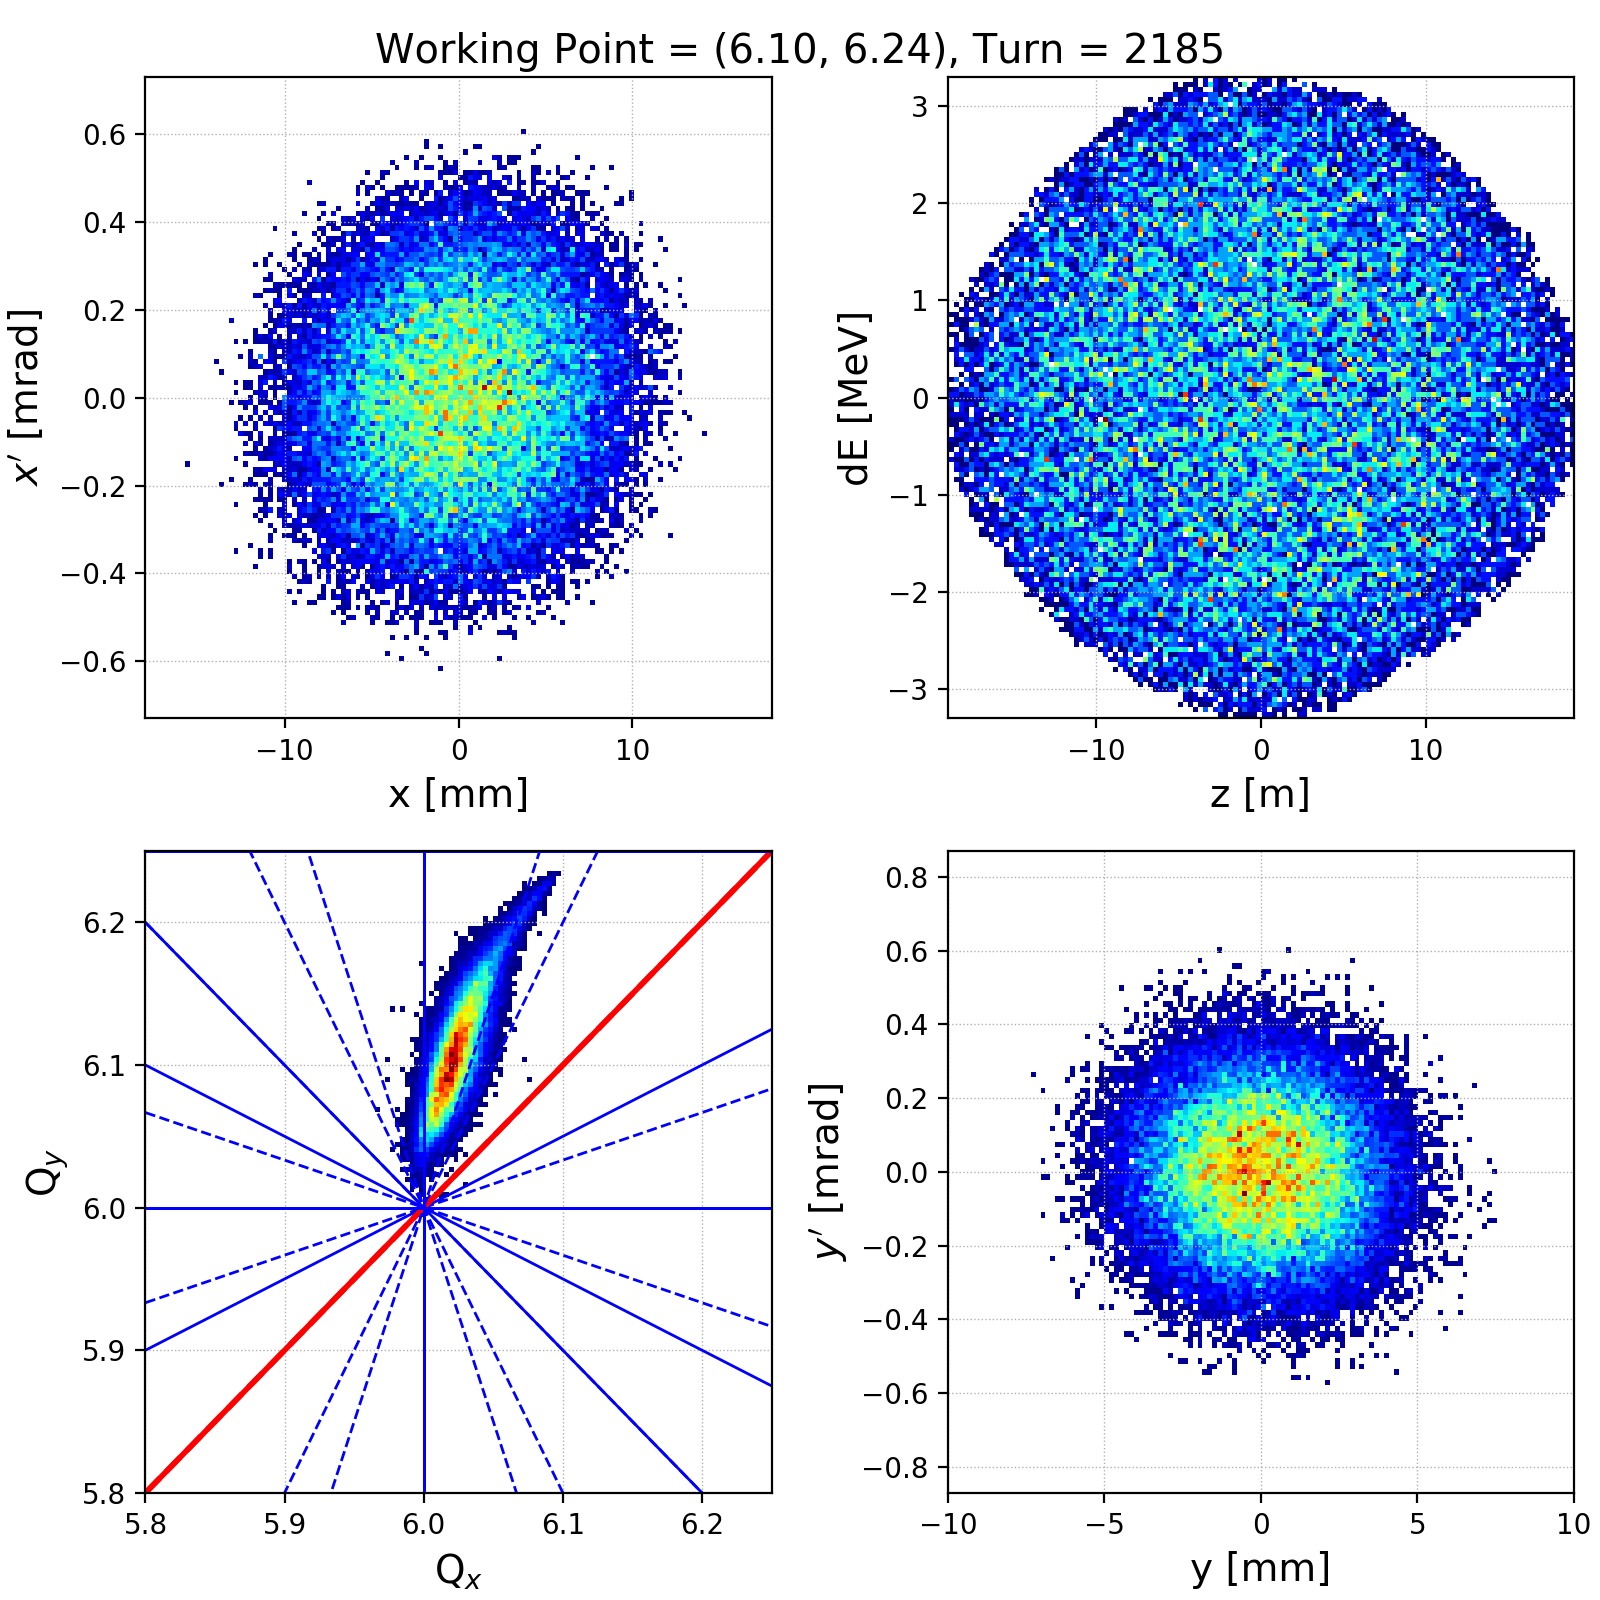 Working Point = (6.10, 6.24), Turn = 2185
0.6
0.4
0.2
0.0
−0.2
−0.4
−0.6
x′ [mrad]
−10 0 10
x [mm]
3
2
1
0
−1
−2
−3
dE [MeV]
−10 0 10
z [m]
6.2
6.1
6.0
5.9
5.8
Qy
5.8 5.9 6.0 6.1 6.2
Qx
0.8
0.6
0.4
0.2
0.0
−0.2
−0.4
−0.6
−0.8
y′ [mrad]
−10 −5 0 5 10
y [mm]